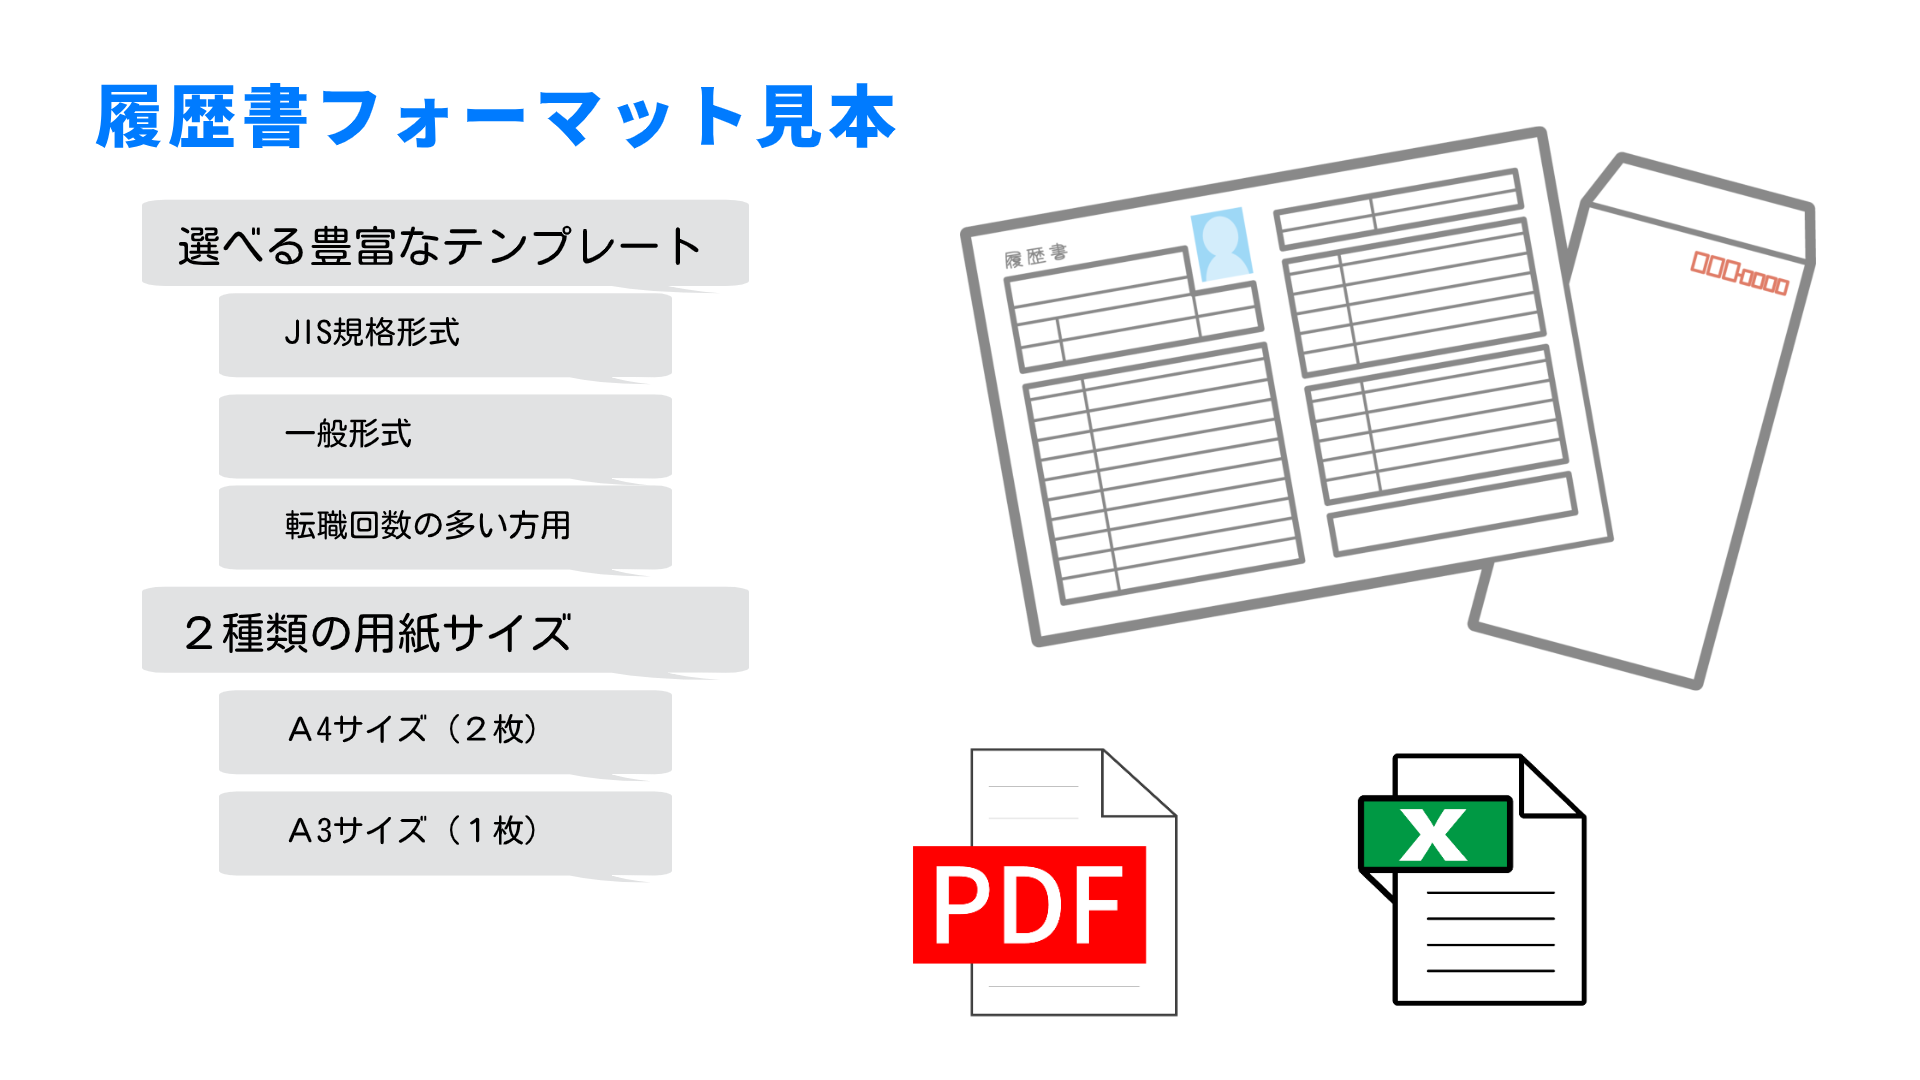 履歴書フォーマット見本
選べる豊富なテンプレート
JIS規格形式
一般形式
転職回数の多い方用
２種類の用紙サイズ
Ａ4サイズ（２枚）
Ａ3サイズ（１枚）
履歴書
PDF
X